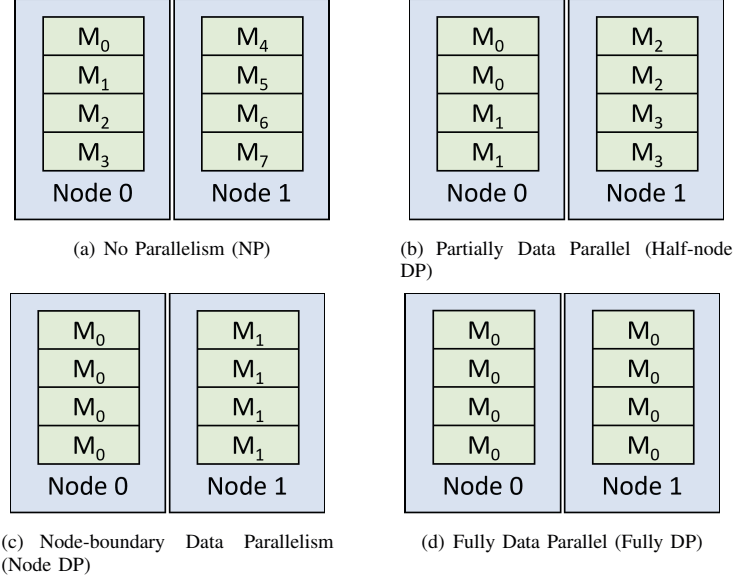 M₀
M₁
M₂
M₃
Node 0
M₄
M₅
M₆
M₇
Node 1
(a) No Parallelism (NP)
M₀
M₀
M₁
M₁
Node 0
M₂
M₂
M₃
M₃
Node 1
(b) Partially Data Parallel (Half-node
DP)
M₀
M₀
M₀
M₀
Node 0
M₁
M₁
M₁
M₁
Node 1
(c) Node-boundary Data Parallelism
(Node DP)
M₀
M₀
M₀
M₀
Node 0
M₀
M₀
M₀
M₀
Node 1
(d) Fully Data Parallel (Fully DP)